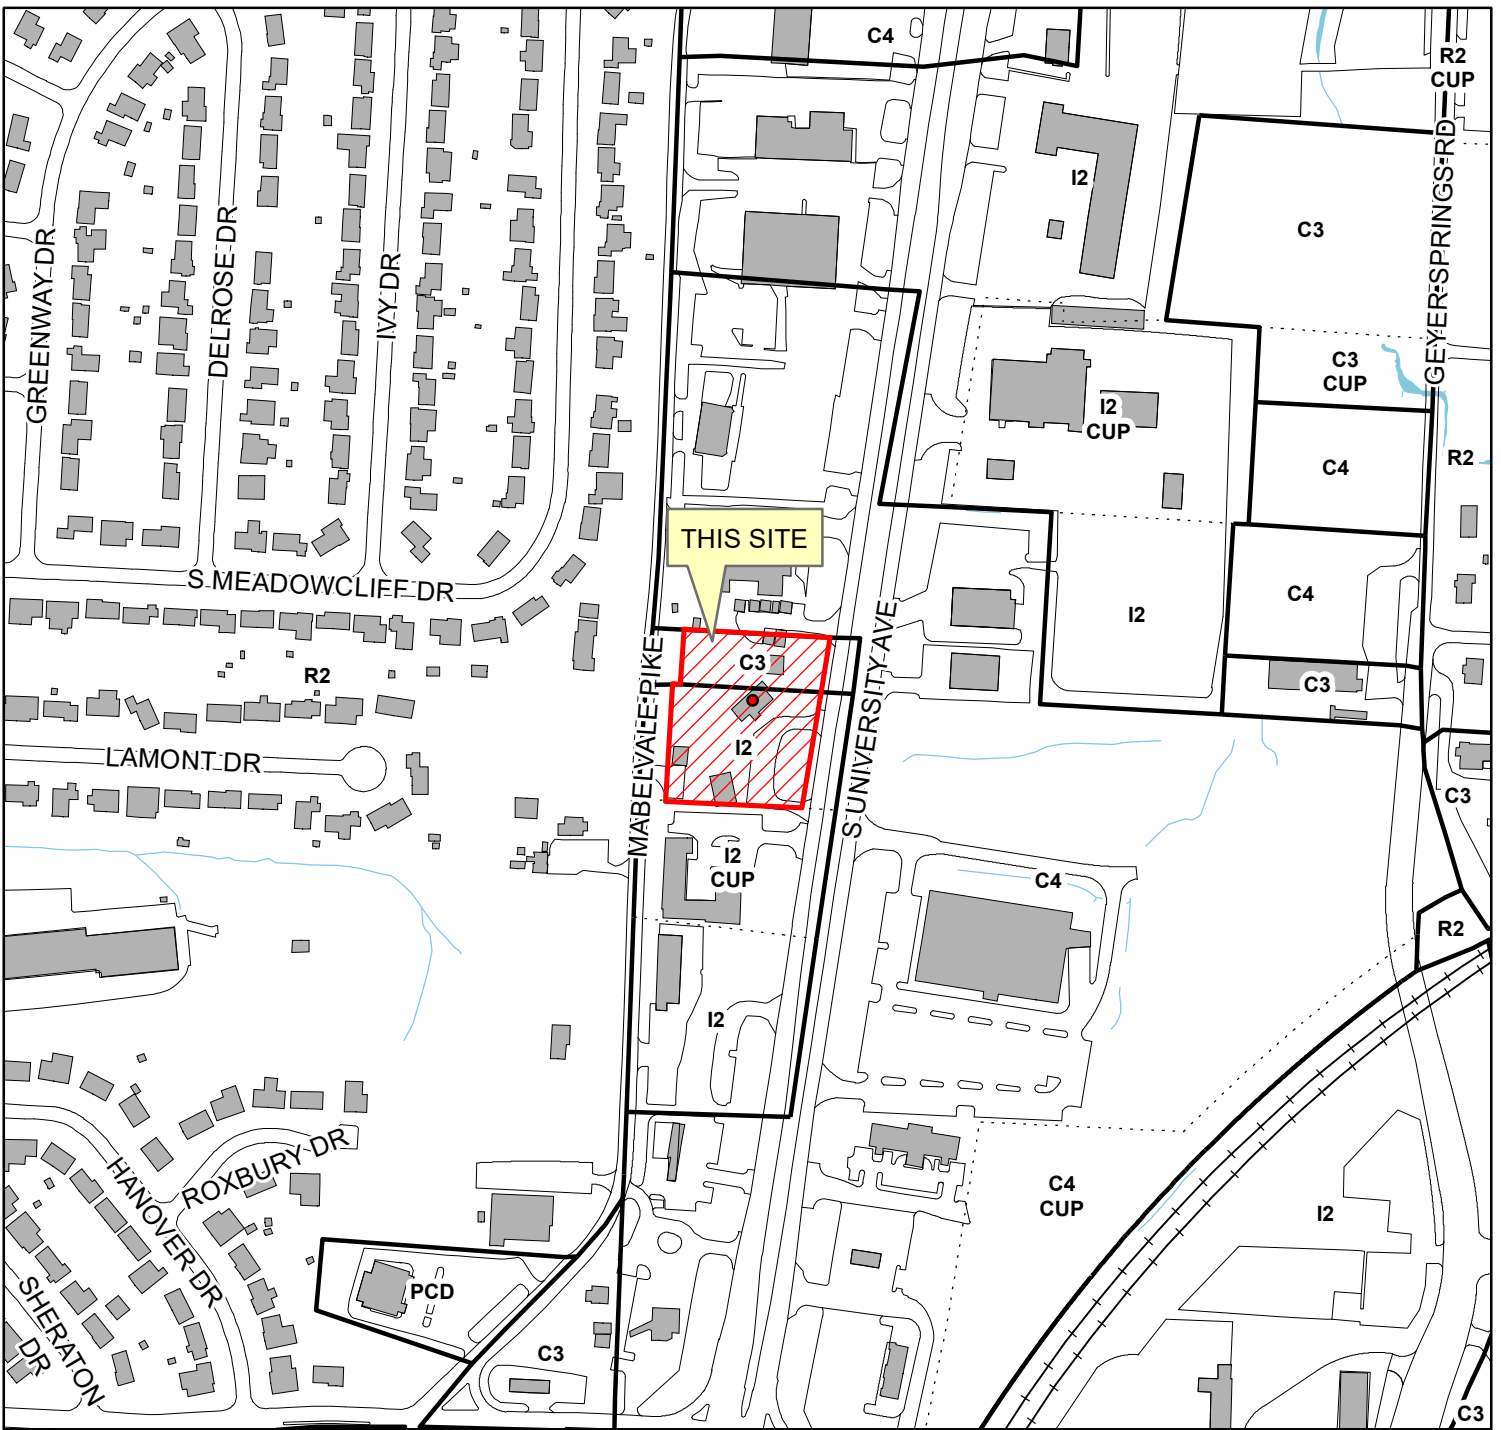 C4
R2
CUP
I2
C3
GREENWAY DR
DELROSE DR
IVY DR
GEYER SPRINGS RD
C3
CUP
I2
CUP
C4
R2
THIS SITE
S MEADOWCLIFF DR
C4
I2
R2
C3
C3
MABELVALE PIKE
S UNIVERSITY AVE
I2
LAMONT DR
C3
I2
CUP
C4
R2
I2
ROXBURY DR
HANOVER DR
C4
CUP
I2
PCD
SHERATON
DR
C3
C3